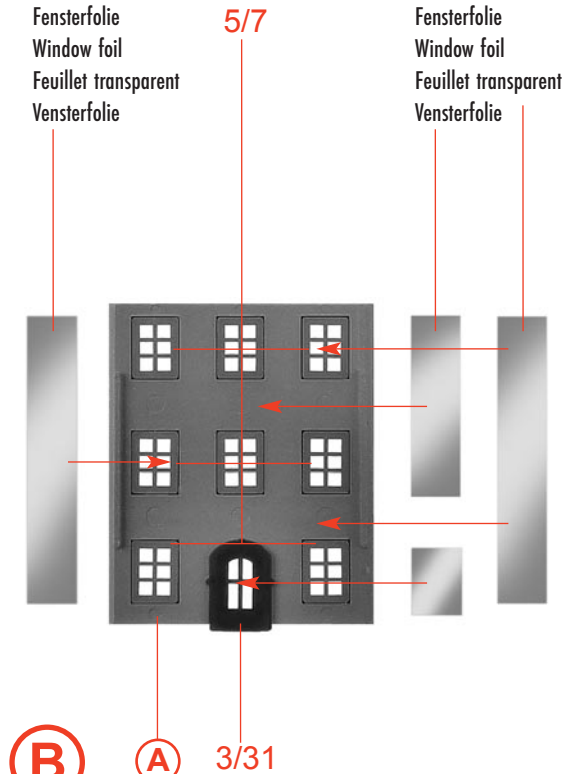 Fensterfolie
Window foil
Feuillet transparent
Vensterfolie
5/7
Fensterfolie
Window foil
Feuillet transparent
Vensterfolie
B
A
3/31